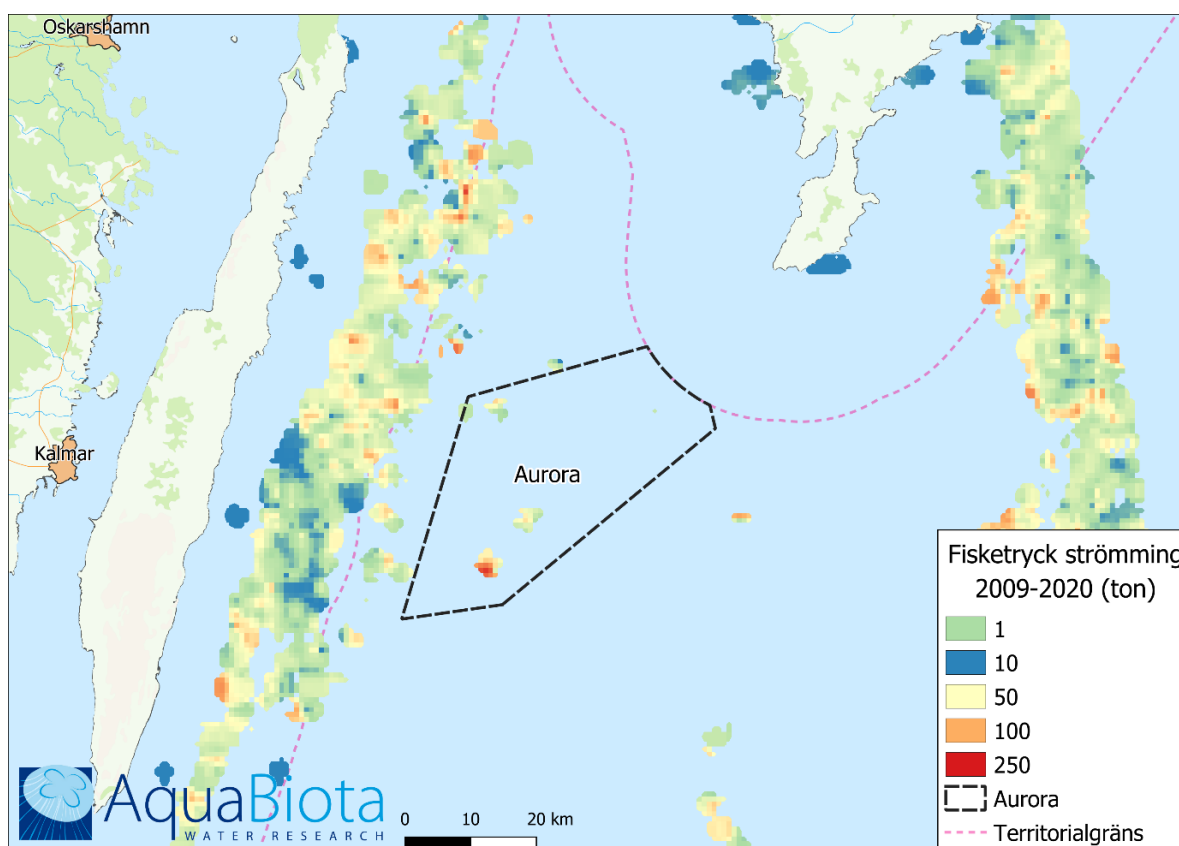 Oskarshamn
Kalmar
Aurora
Fisketryck strömming
2009-2020 (ton)
1
10
50
100
250
Aurora
Territorialgräns
AquaBiota
WATER RESEARCH
0 10 20 km